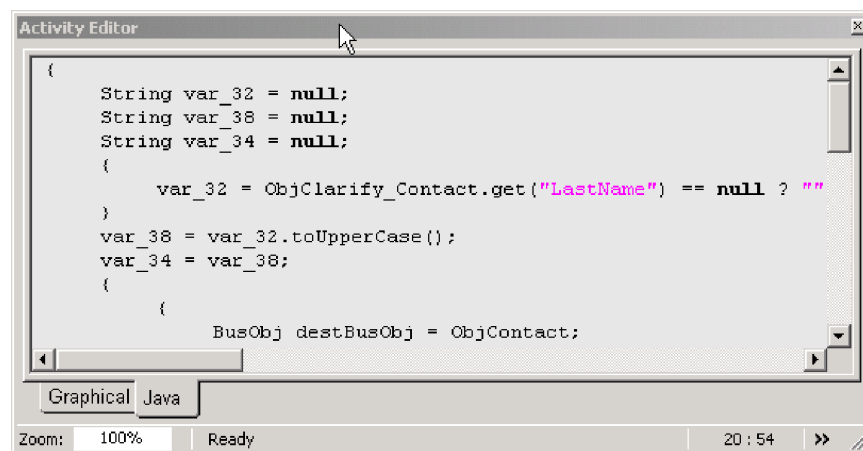 Activity Editor
{
String var_32 = null;
String var_38 = null;
String var_34 = null;
{
var_32 = ObjClarify_Contact.get("LastName") == null ? ""
}
var_38 = var_32.toUpperCase();
var_34 = var_38;
{
{
BusObj destBusObj = ObjContact;
Graphical Java
Zoom: 100% Ready 20 : 54 »